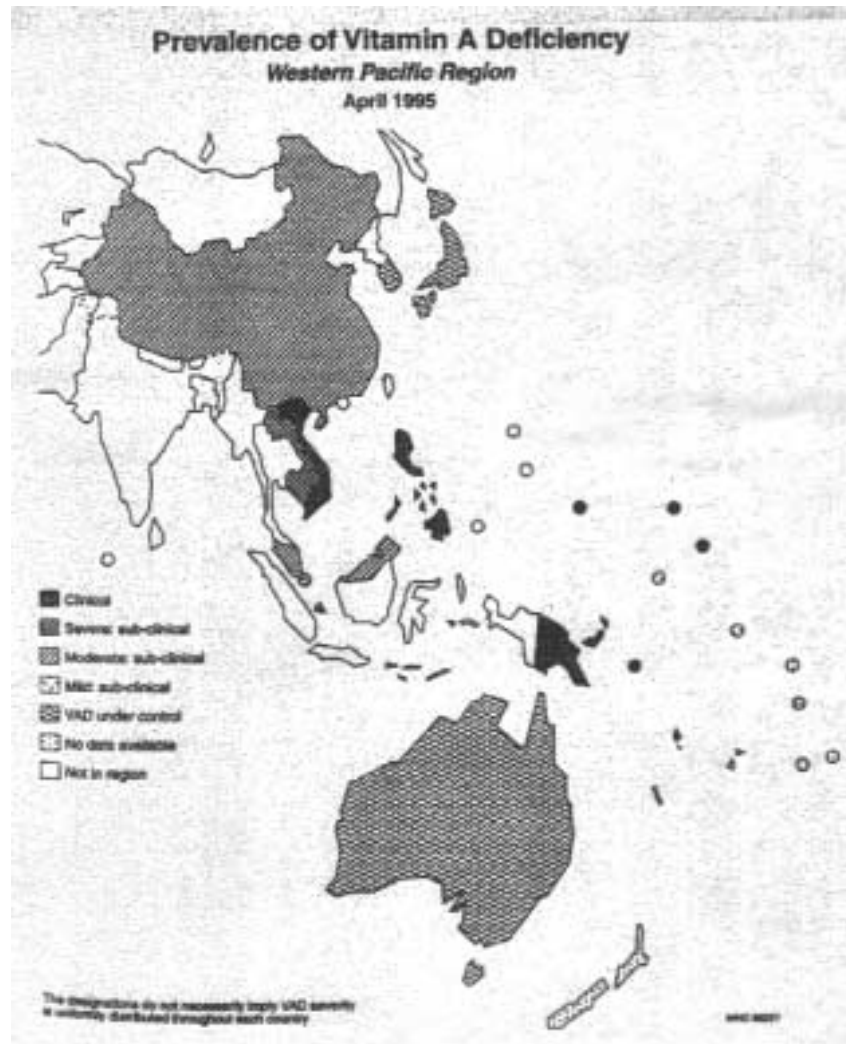 Prevalence of Vitamin A Deficiency
Western Pacific Region
April 1995
Clinical
Severe: sub-clinical
Moderate: sub-clinical
Mild: sub-clinical
VAD under control
No data available
Not in region
The designations do not necessarily imply VAD severity
is uniformly distributed throughout each country
WHO